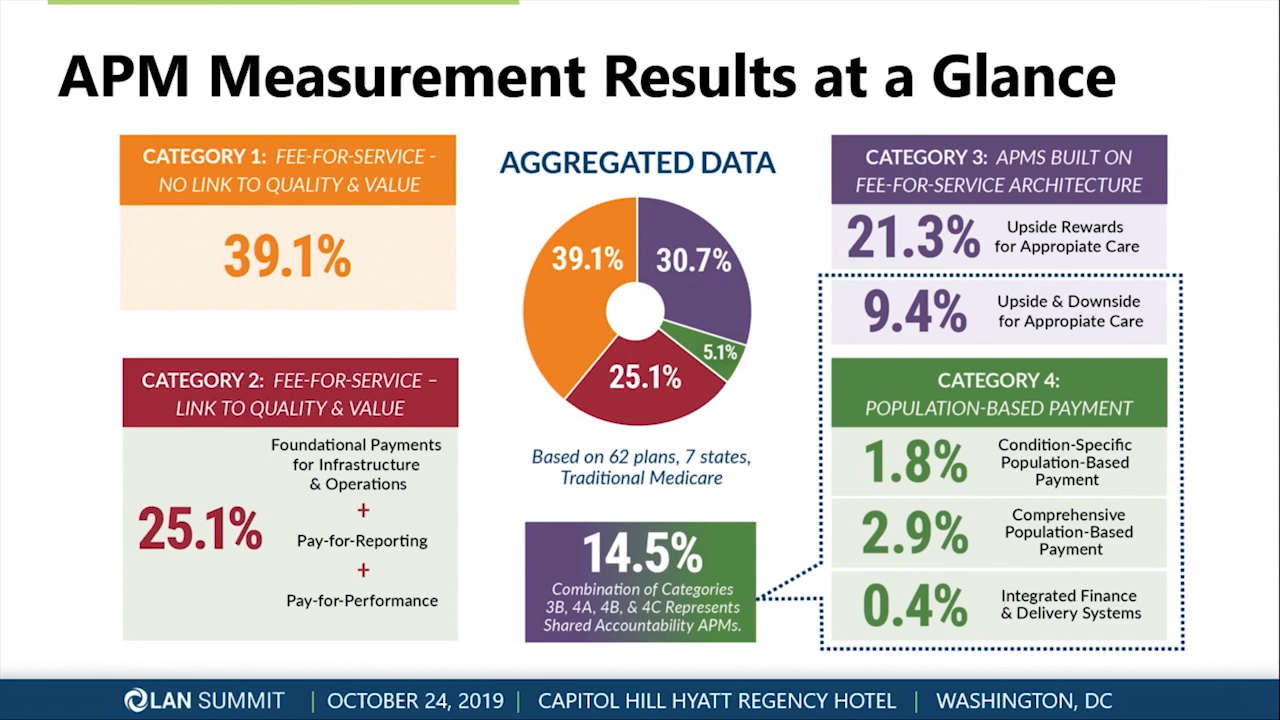 APM Measurement Results at a Glance
CATEGORY 1: FEE-FOR-SERVICE -
NO LINK TO QUALITY & VALUE
39.1%
CATEGORY 2: FEE-FOR-SERVICE –
LINK TO QUALITY & VALUE
25.1%
Foundational Payments
for Infrastructure
& Operations
+
Pay-for-Reporting
+
Pay-for-Performance
AGGREGATED DATA
39.1%
30.7%
5.1%
25.1%
Based on 62 plans, 7 states,
Traditional Medicare
14.5%
Combination of Categories
3B, 4A, 4B, & 4C Represents
Shared Accountability APMs.
CATEGORY 3: APMS BUILT ON
FEE-FOR-SERVICE ARCHITECTURE
21.3%
Upside Rewards
for Appropiate Care
9.4%
Upside & Downside
for Appropiate Care
CATEGORY 4:
POPULATION-BASED PAYMENT
1.8%
Condition-Specific
Population-Based
Payment
2.9%
Comprehensive
Population-Based
Payment
0.4%
Integrated Finance
& Delivery Systems
LAN SUMMIT | OCTOBER 24, 2019 | CAPITOL HILL HYATT REGENCY HOTEL | WASHINGTON, DC